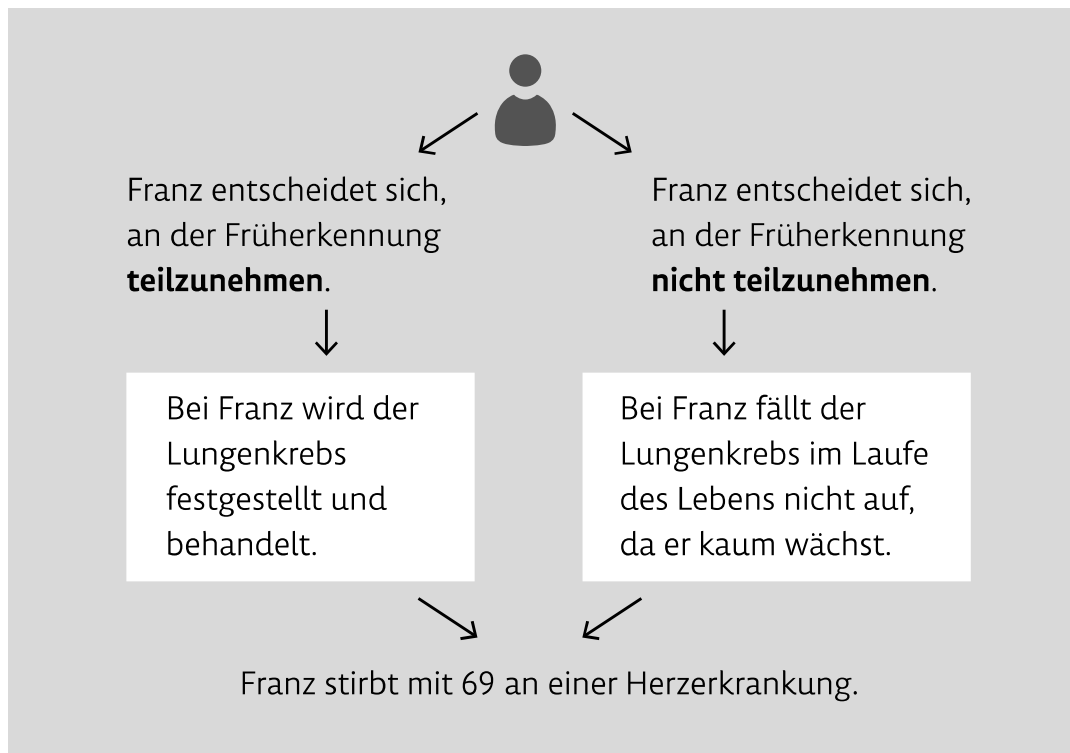 Franz entscheidet sich,
an der Früherkennung
teilzunehmen.
Franz entscheidet sich,
an der Früherkennung
nicht teilzunehmen.
Bei Franz wird der
Lungenkrebs
festgestellt und
behandelt.
Bei Franz fällt der
Lungenkrebs im Laufe
des Lebens nicht auf,
da er kaum wächst.
Franz stirbt mit 69 an einer Herzerkrankung.